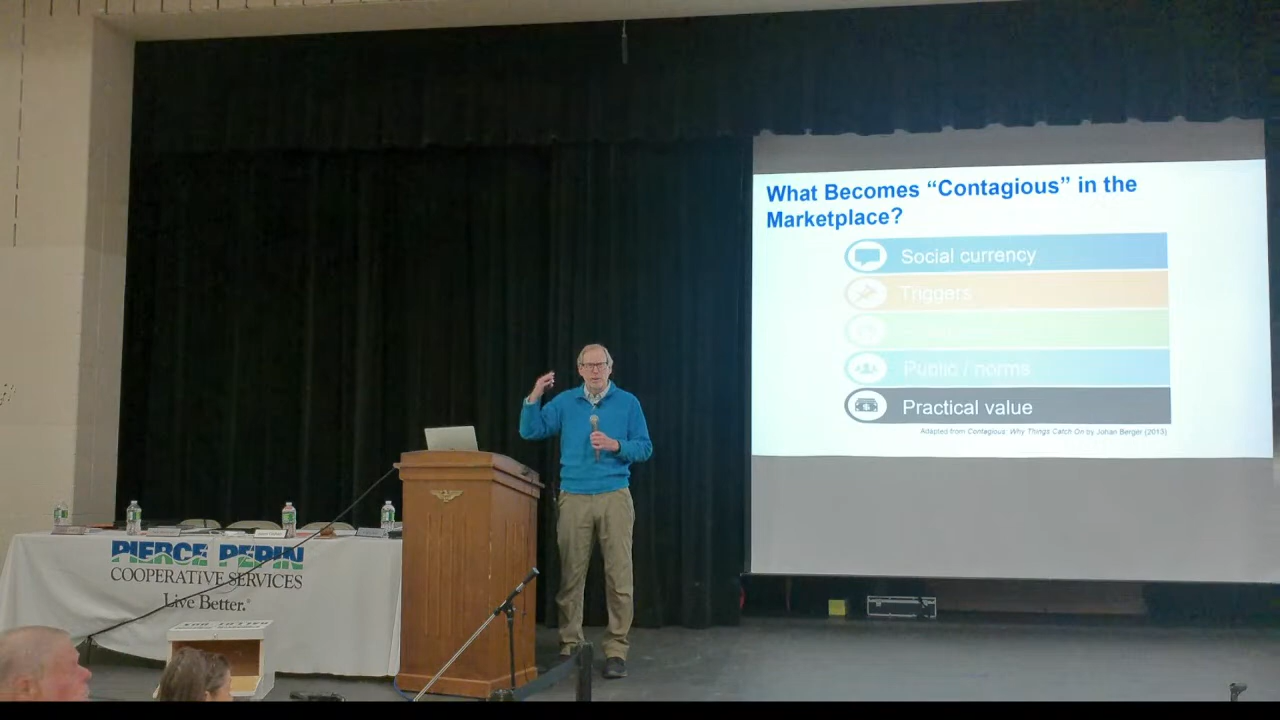 What Becomes “Contagious” in the
Marketplace?
Social currency
Triggers
Public / norms
Practical value
Adapted from Contagious: Why Things Catch On by Johan Berger (2013)
PIERCE PEPIN
COOPERATIVE SERVICES
Live Better.®